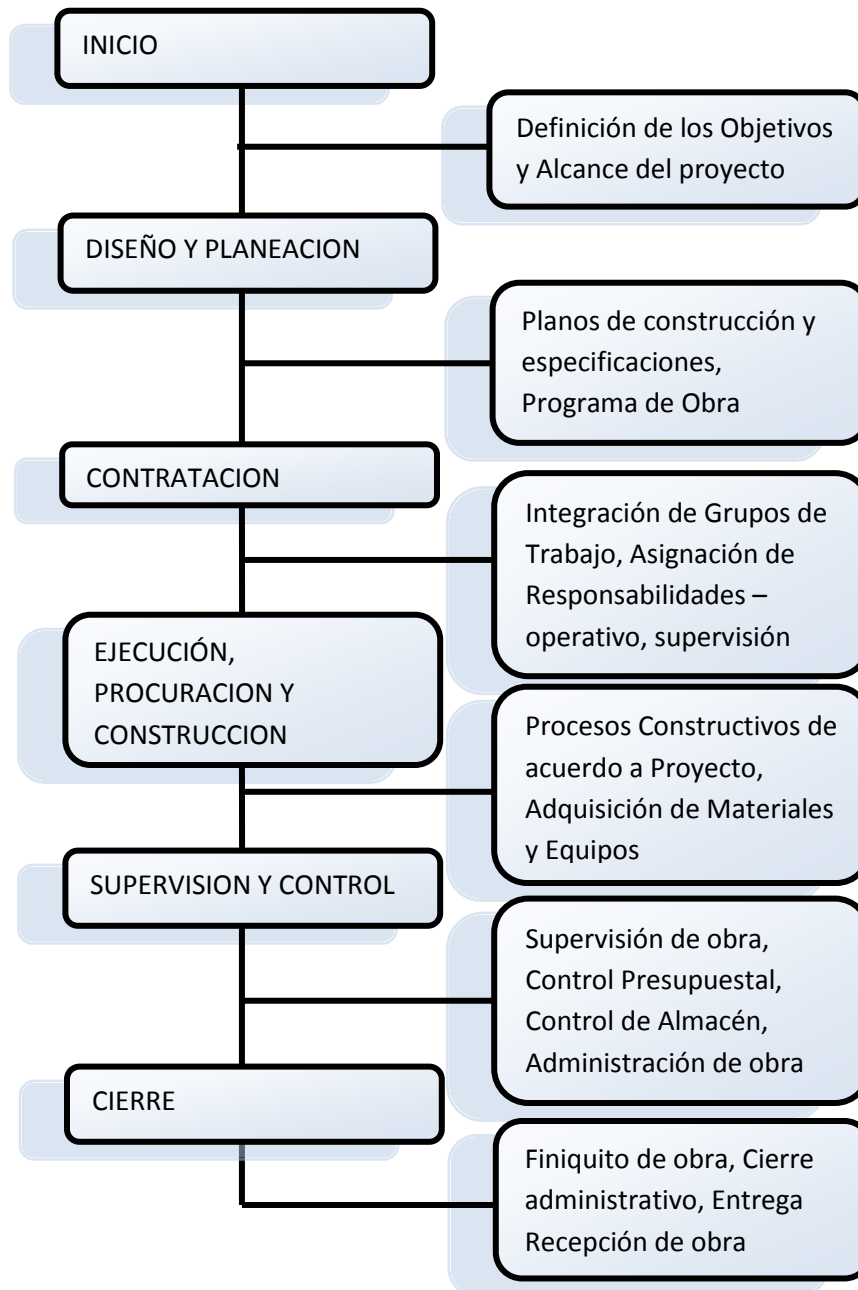 INICIO
Definición de los Objetivos
y Alcance del proyecto
DISEÑO Y PLANEACION
Planos de construcción y
especificaciones,
Programa de Obra
CONTRATACION
Integración de Grupos de
Trabajo, Asignación de
Responsabilidades –
operativo, supervisión
EJECUCIÓN,
PROCURACION Y
CONSTRUCCION
Procesos Constructivos de
acuerdo a Proyecto,
Adquisición de Materiales
y Equipos
SUPERVISION Y CONTROL
Supervisión de obra,
Control Presupuestal,
Control de Almacén,
Administración de obra
CIERRE
Finiquito de obra, Cierre
administrativo, Entrega
Recepción de obra